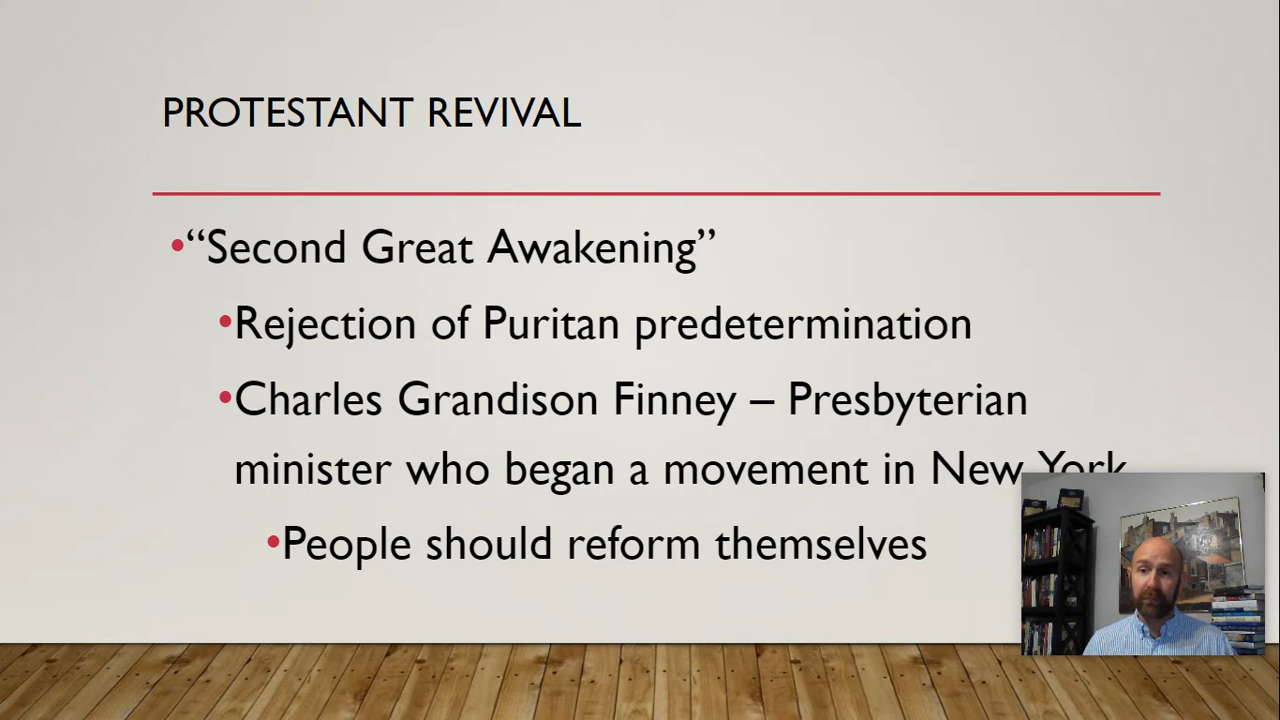 PROTESTANT REVIVAL
•“Second Great Awakening”
•Rejection of Puritan predetermination
•Charles Grandison Finney – Presbyterian
minister who began a movement in New York
•People should reform themselves